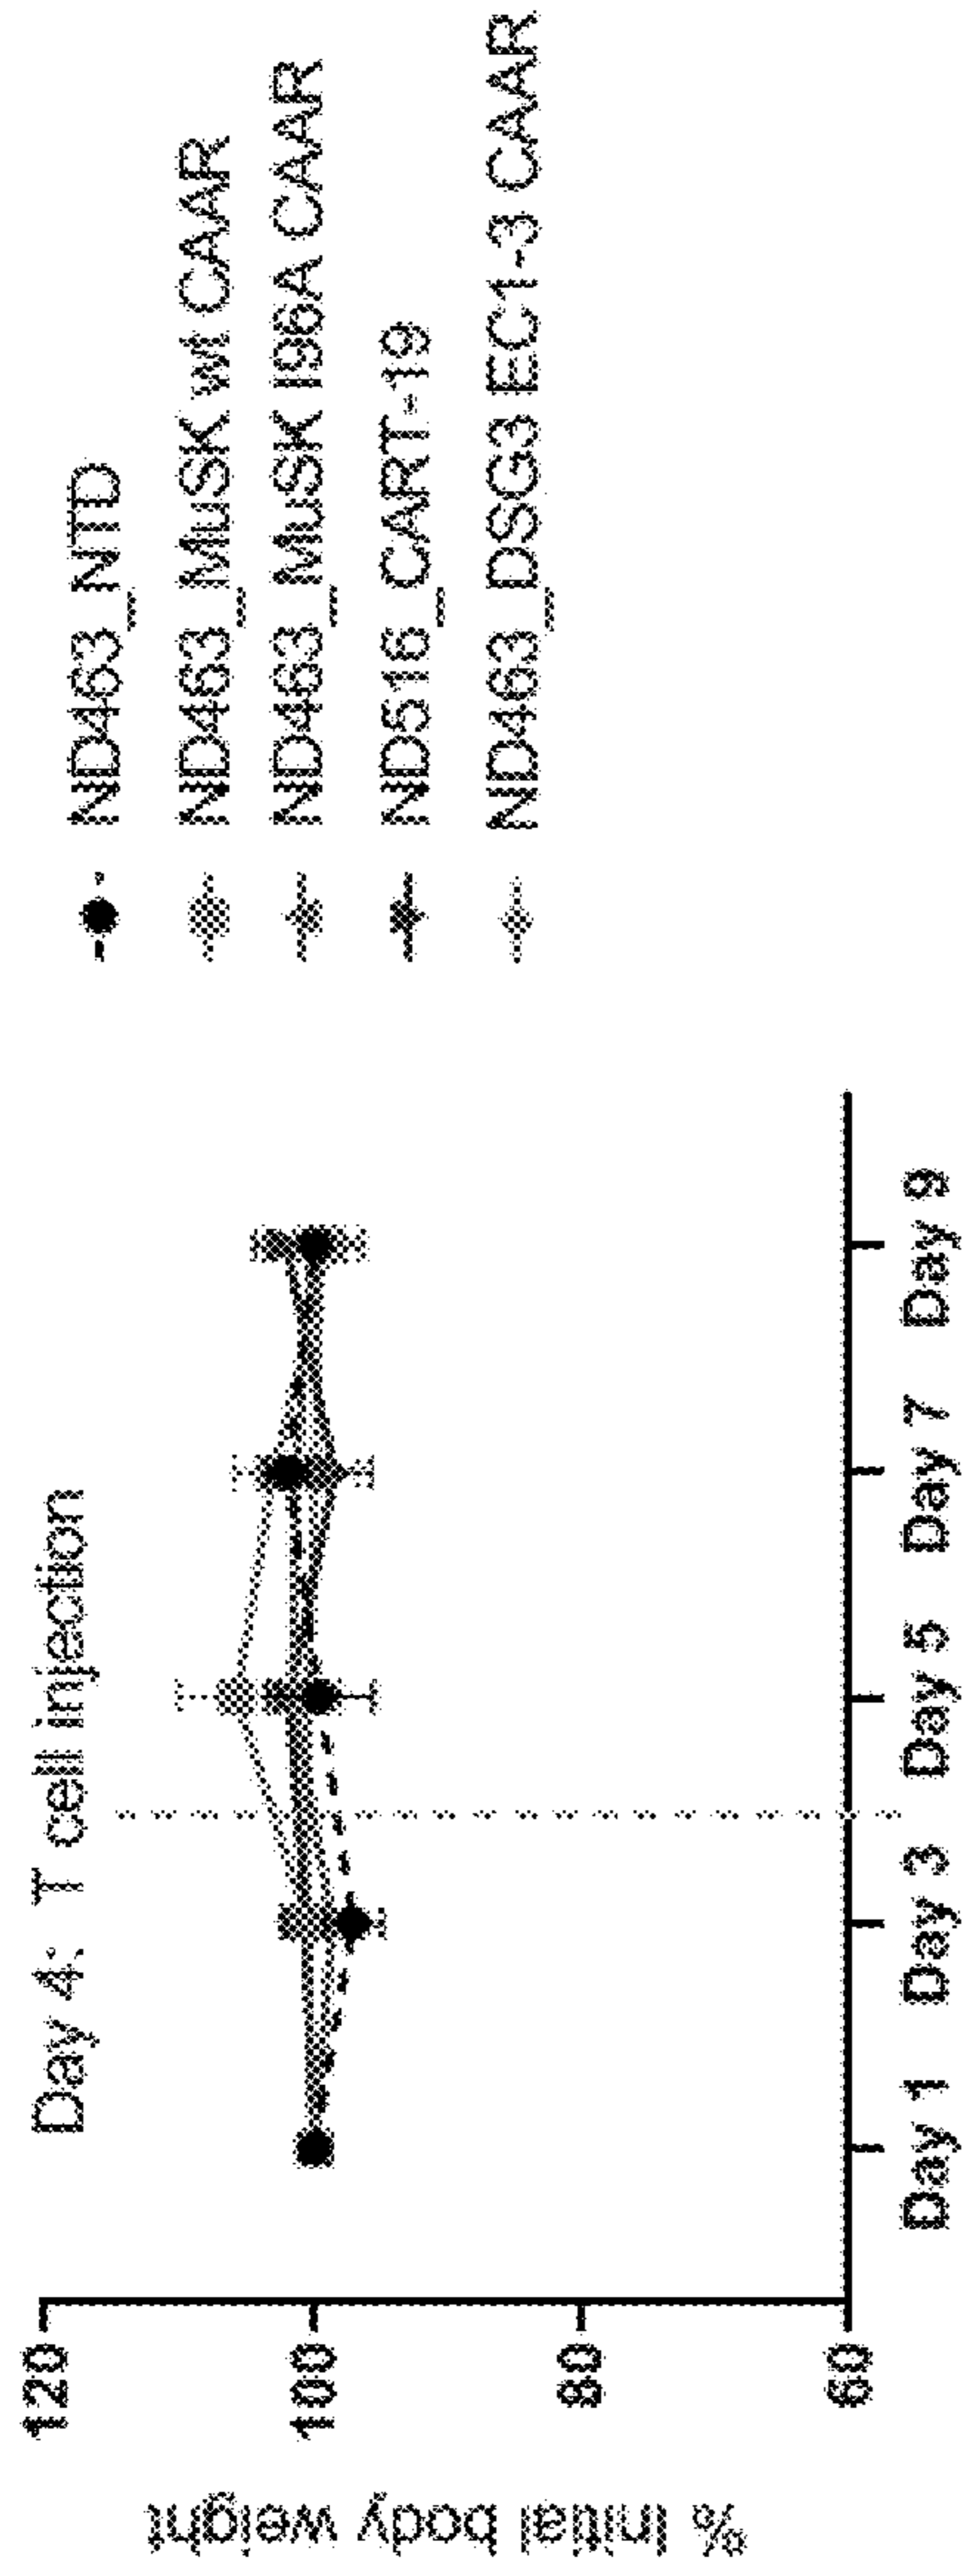 Day 4: T cell injection
% Initial body weight
120
100
80
60
Day 1 Day 3 Day 5 Day 7 Day 9
ND463_NTD
ND463_MuSK wt CAAR
ND463_MuSK I96A CAAR
ND516_CART-19
ND463_DSG3 EC1-3 CAAR